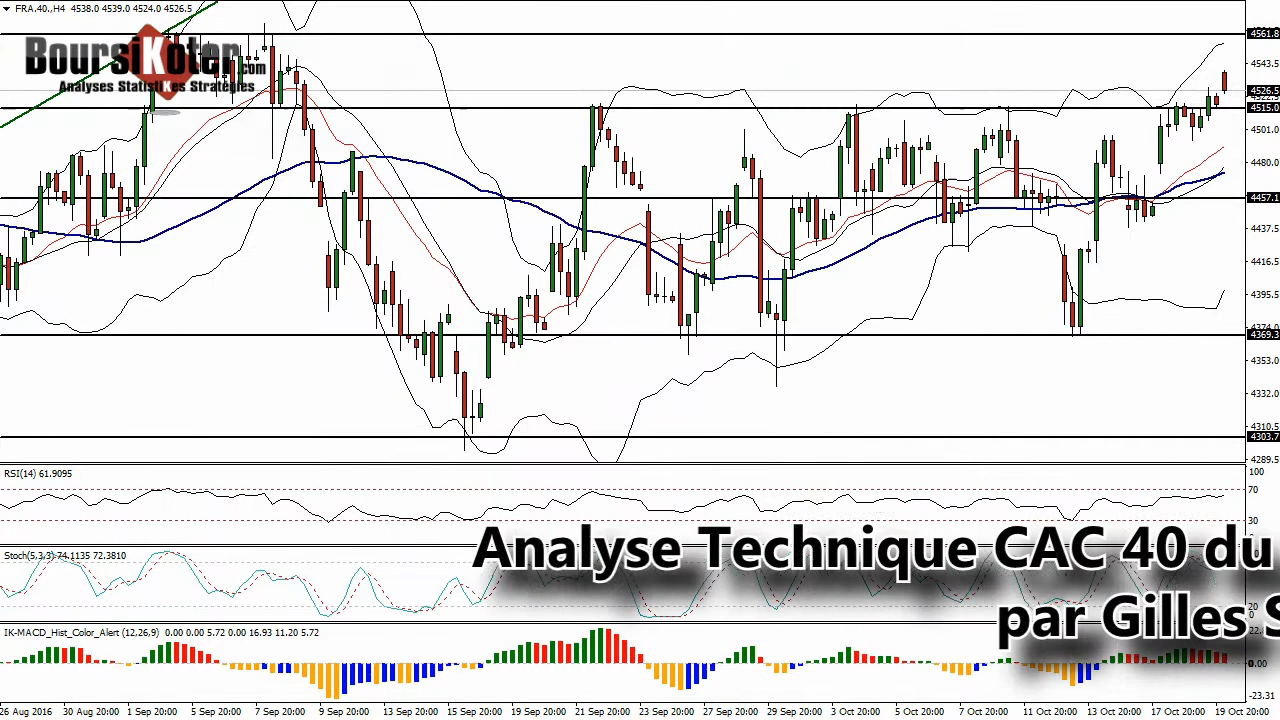 FRA.40.,H4 4538.0 4539.0 4524.0 4526.5
BoursiKoter.com
Analyses StatistiKes Stratégies
4561.8
4543.5
4526.5
4515.0
4501.0
4480.0
4457.1
4437.5
4416.5
4395.5
4374.0
4369.3
4353.0
4332.0
4310.5
4303.7
4289.5
RSI(14) 61.9095
100
70
30
Analyse Technique CAC 40 du
Stoch(5,3,3) 74.1135 72.3810
20
par Gilles S
IK-MACD_Hist_Color_Alert (12,26,9) 0.00 0.00 5.72 0.00 16.93 11.20 5.72
0.00
-23.31
26 Aug 2016 30 Aug 20:00 1 Sep 20:00 5 Sep 20:00 7 Sep 20:00 9 Sep 20:00 13 Sep 20:00 15 Sep 20:00 19 Sep 20:00 21 Sep 20:00 23 Sep 20:00 27 Sep 20:00 29 Sep 20:00 3 Oct 20:00 5 Oct 20:00 7 Oct 20:00 11 Oct 20:00 13 Oct 20:00 17 Oct 20:00 19 Oct 20:00